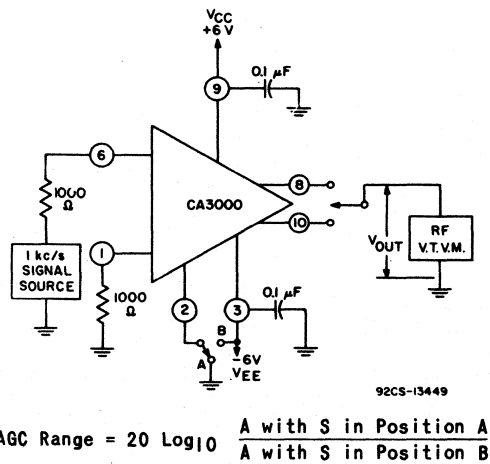 VCC
+6 V
0.1 µF
9
6
1000
Ω
CA3000
8
10
1 kc/s
SIGNAL
SOURCE
1
1000
Ω
2
3
0.1 µF
VOUT
RF
V.T.V.M.
B
A
-6V
VEE
92CS-13449
AGC Range = 20 Log10 A with S in Position A
A with S in Position B